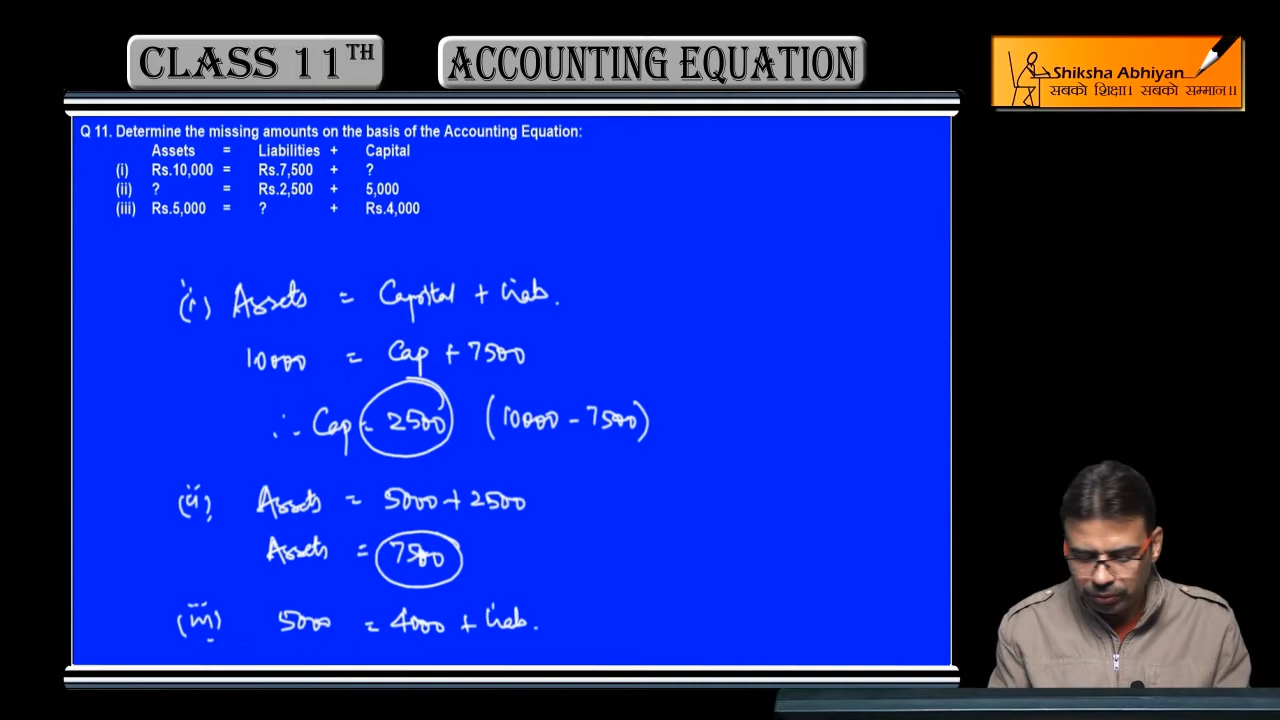 CLASS 11TH
ACCOUNTING EQUATION
Shiksha Abhiyan
सबको शिक्षा। सबको सम्मान।।
Q 11. Determine the missing amounts on the basis of the Accounting Equation:
Assets = Liabilities + Capital
(i) Rs.10,000 = Rs.7,500 + ?
(ii) ? = Rs.2,500 + 5,000
(iii) Rs.5,000 = ? + Rs.4,000
(i) Assets = Capital + Liab.
10000 = Cap + 7500
∴ Cap = 2500 (10000 - 7500)
(ii) Assets = 5000 + 2500
Assets = 7500
(iii) 5000 = 4000 + Liab.